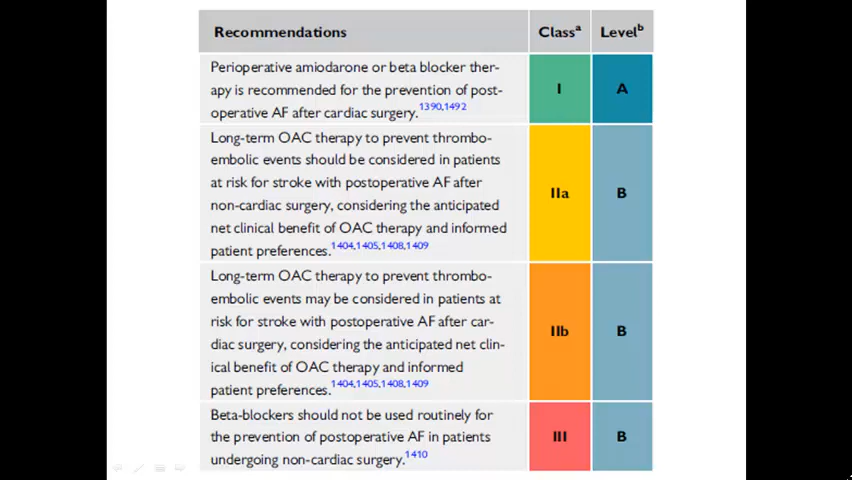 Recommendations Classa Levelb
Perioperative amiodarone or beta blocker ther-
apy is recommended for the prevention of post-
operative AF after cardiac surgery.1390,1492
I A
Long-term OAC therapy to prevent thrombo-
embolic events should be considered in patients
at risk for stroke with postoperative AF after
non-cardiac surgery, considering the anticipated
net clinical benefit of OAC therapy and informed
patient preferences.1404,1405,1408,1409
IIa B
Long-term OAC therapy to prevent thrombo-
embolic events may be considered in patients at
risk for stroke with postoperative AF after car-
diac surgery, considering the anticipated net clin-
ical benefit of OAC therapy and informed
patient preferences.1404,1405,1408,1409
IIb B
Beta-blockers should not be used routinely for
the prevention of postoperative AF in patients
undergoing non-cardiac surgery.1410
III B